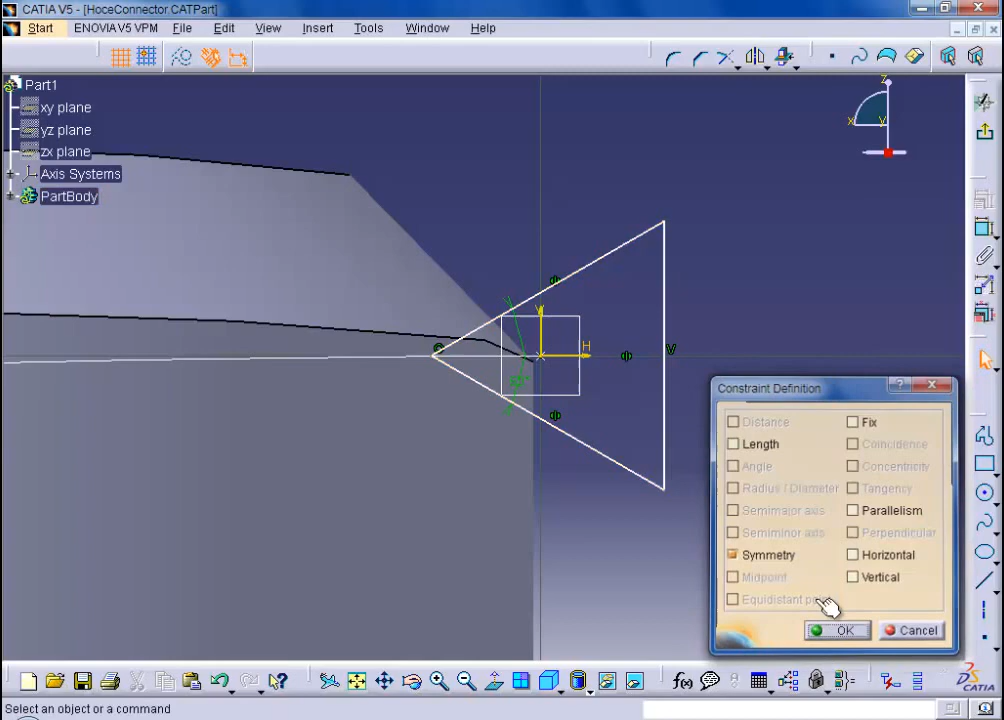 CATIA V5 - [HoceConnector.CATPart]
Start ENOVIA V5 VPM File Edit View Insert Tools Window Help
Part1
xy plane
yz plane
zx plane
Axis Systems
PartBody
z
x
y
V
H
V
Constraint Definition
Distance Fix
Length Coincidence
Angle Concentricity
Radius / Diameter Tangency
Semimajor axis Parallelism
Semiminor axis Perpendicular
Symmetry Horizontal
Midpoint Vertical
Equidistant
OK Cancel
f(x)
CATIA
Select an object or a command